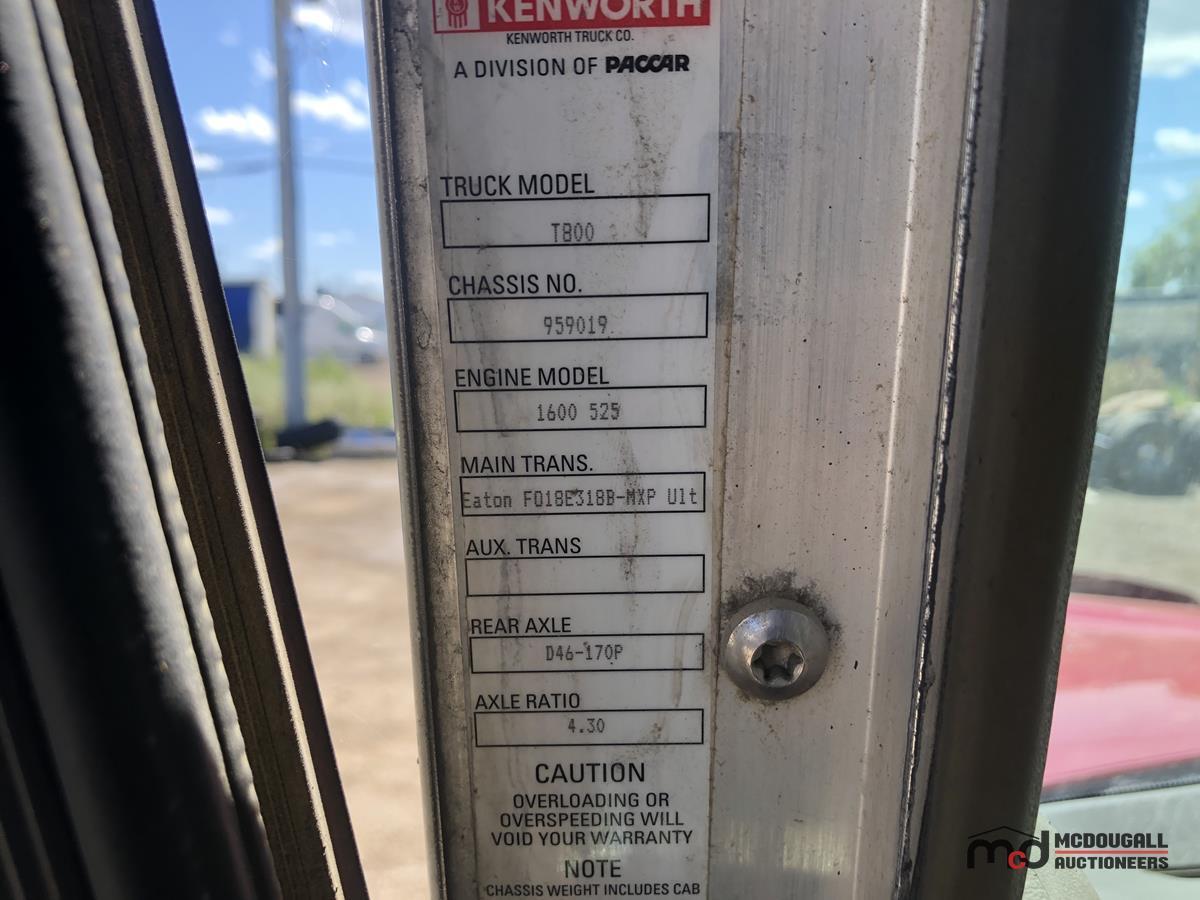 KENWORTH
KENWORTH TRUCK CO.
A DIVISION OF PACCAR
TRUCK MODEL
T800
CHASSIS NO.
959019
ENGINE MODEL
1600 525
MAIN TRANS.
Eaton FO18E318B-MXP Ult
AUX. TRANS
REAR AXLE
D46-170P
AXLE RATIO
4.30
CAUTION
OVERLOADING OR
OVERSPEEDING WILL
VOID YOUR WARRANTY
NOTE
CHASSIS WEIGHT INCLUDES CAB
mcd MCDOUGALL
AUCTIONEERS